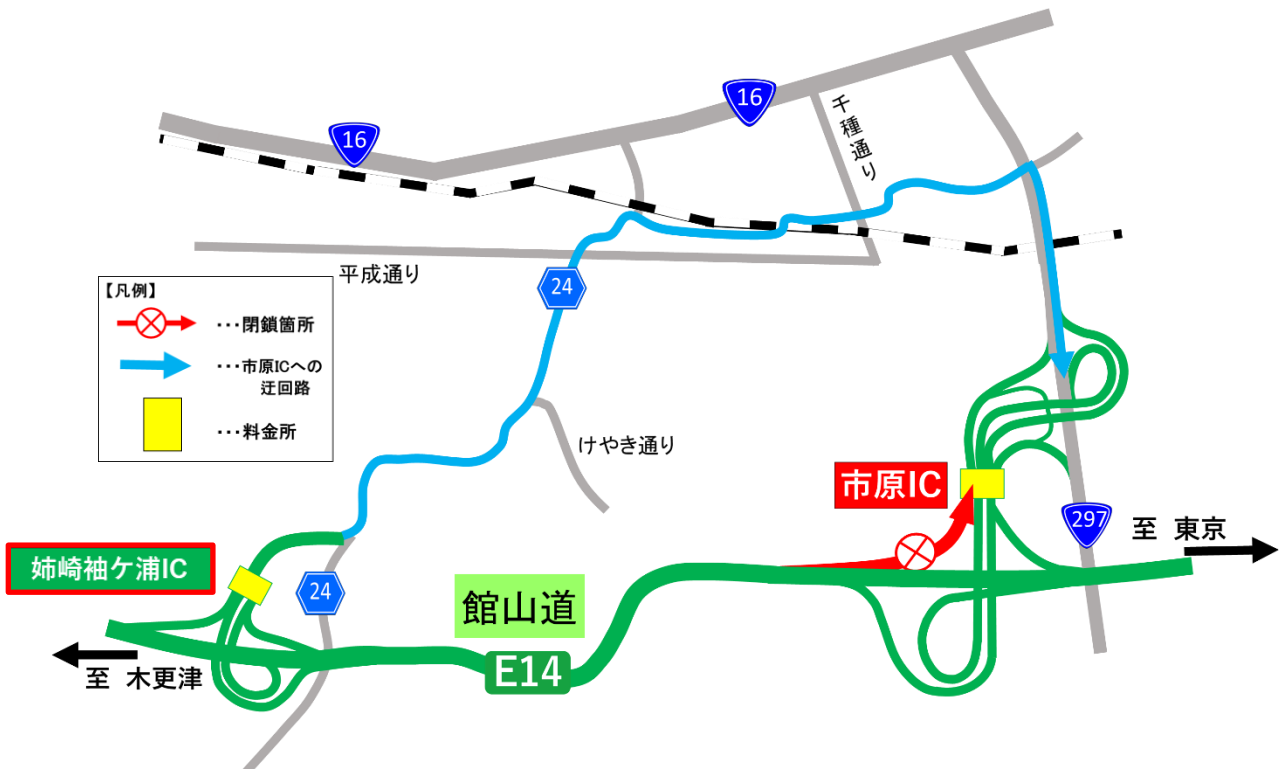 16
16
千種通り
平成通り
24
【凡例】
・・・閉鎖箇所
・・・市原ICへの
迂回路
・・・料金所
けやき通り
市原IC
297
至 東京
姉崎袖ケ浦IC
24
館山道
E14
至 木更津